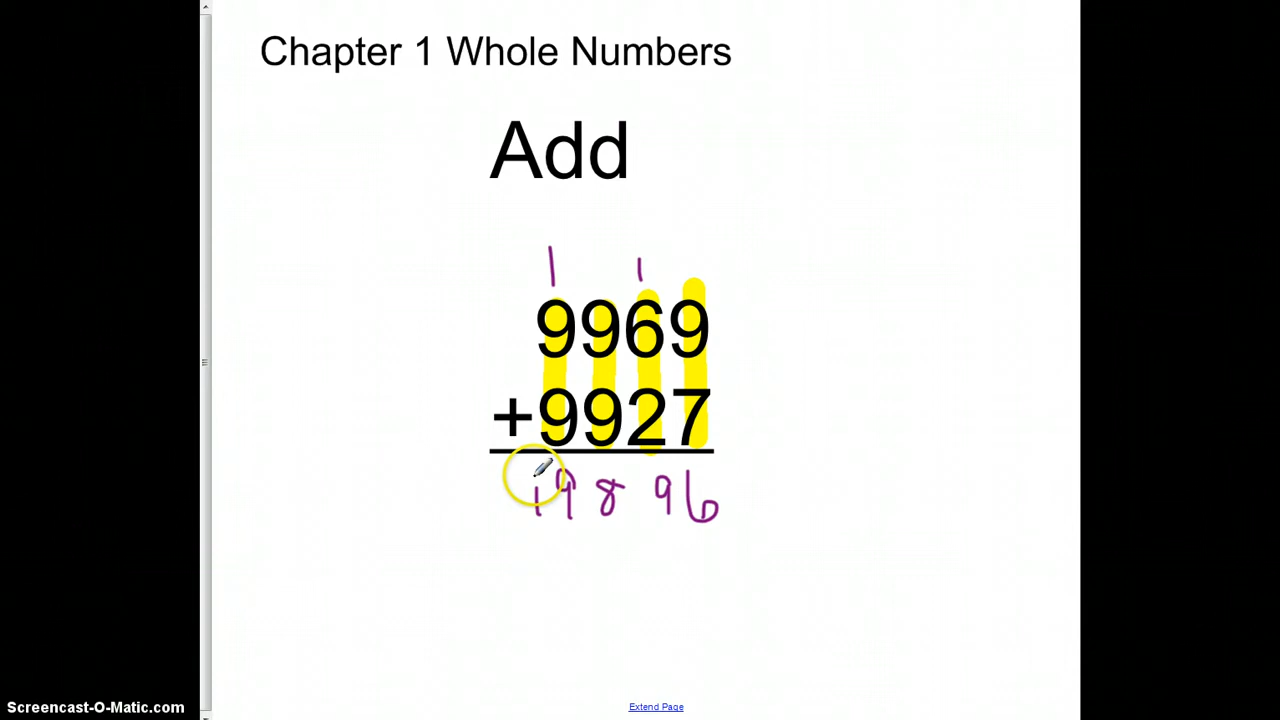 Chapter 1 Whole Numbers
Add
1 1
9969
+9927
19896
Extend Page
Screencast-O-Matic.com